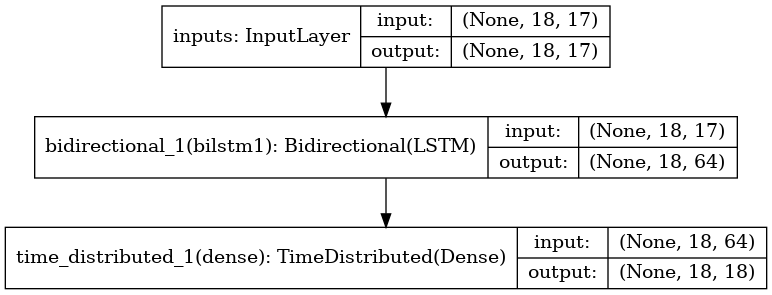 inputs: InputLayer
input: (None, 18, 17)
output: (None, 18, 17)
bidirectional_1(bilstm1): Bidirectional(LSTM)
input: (None, 18, 17)
output: (None, 18, 64)
time_distributed_1(dense): TimeDistributed(Dense)
input: (None, 18, 64)
output: (None, 18, 18)